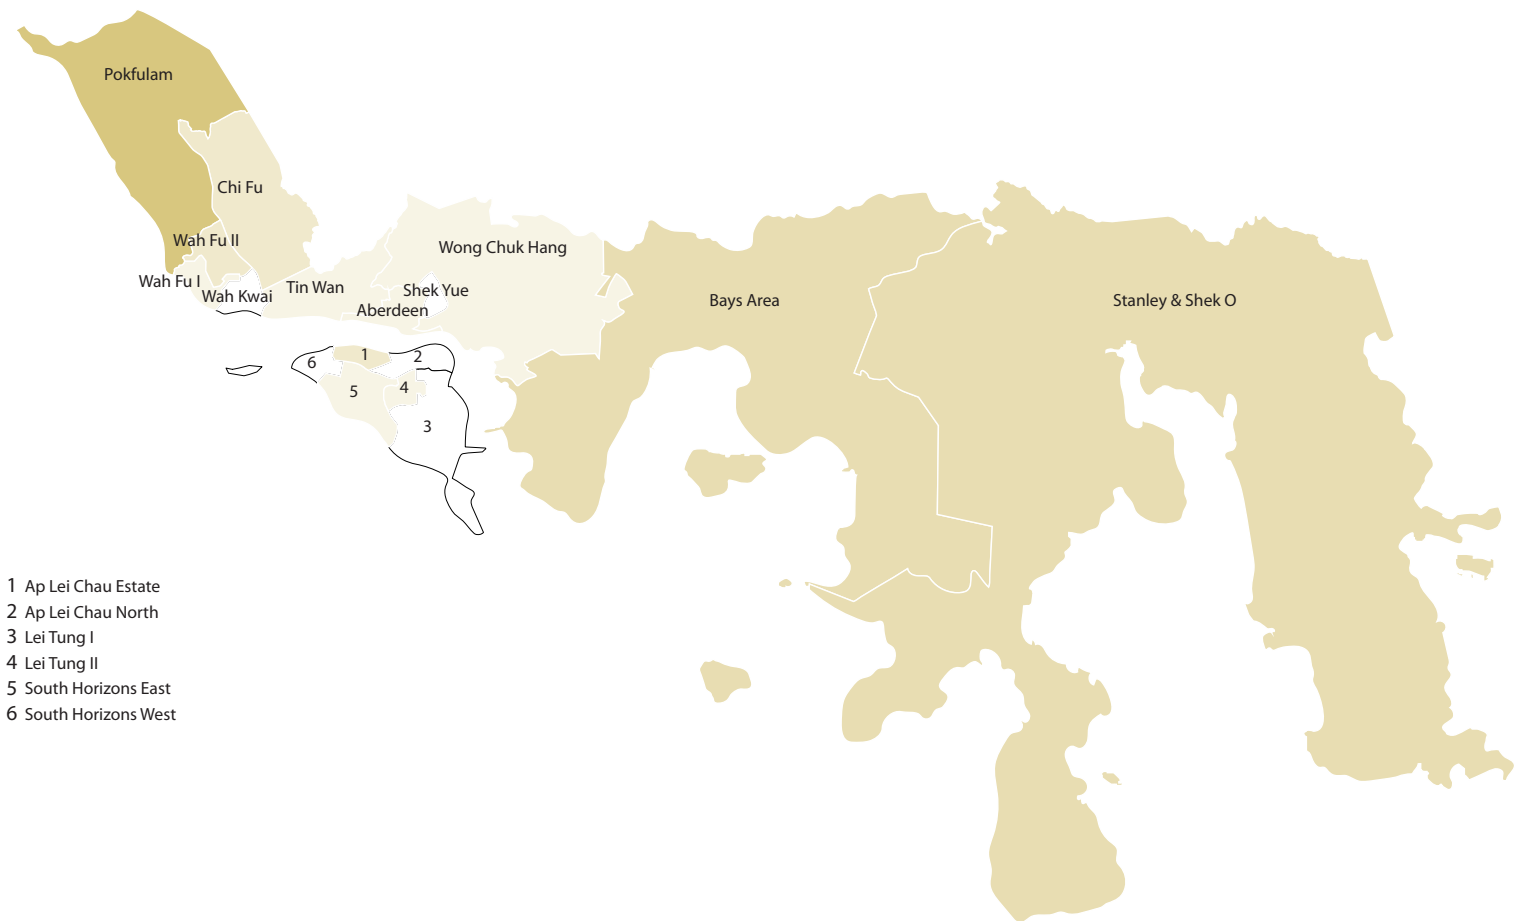 Pokfulam
Chi Fu
Wah Fu II
Wah Fu I
Wah Kwai
Tin Wan
Aberdeen
Shek Yue
Wong Chuk Hang
Bays Area
Stanley & Shek O
1
2
3
4
5
6
1 Ap Lei Chau Estate
2 Ap Lei Chau North
3 Lei Tung I
4 Lei Tung II
5 South Horizons East
6 South Horizons West